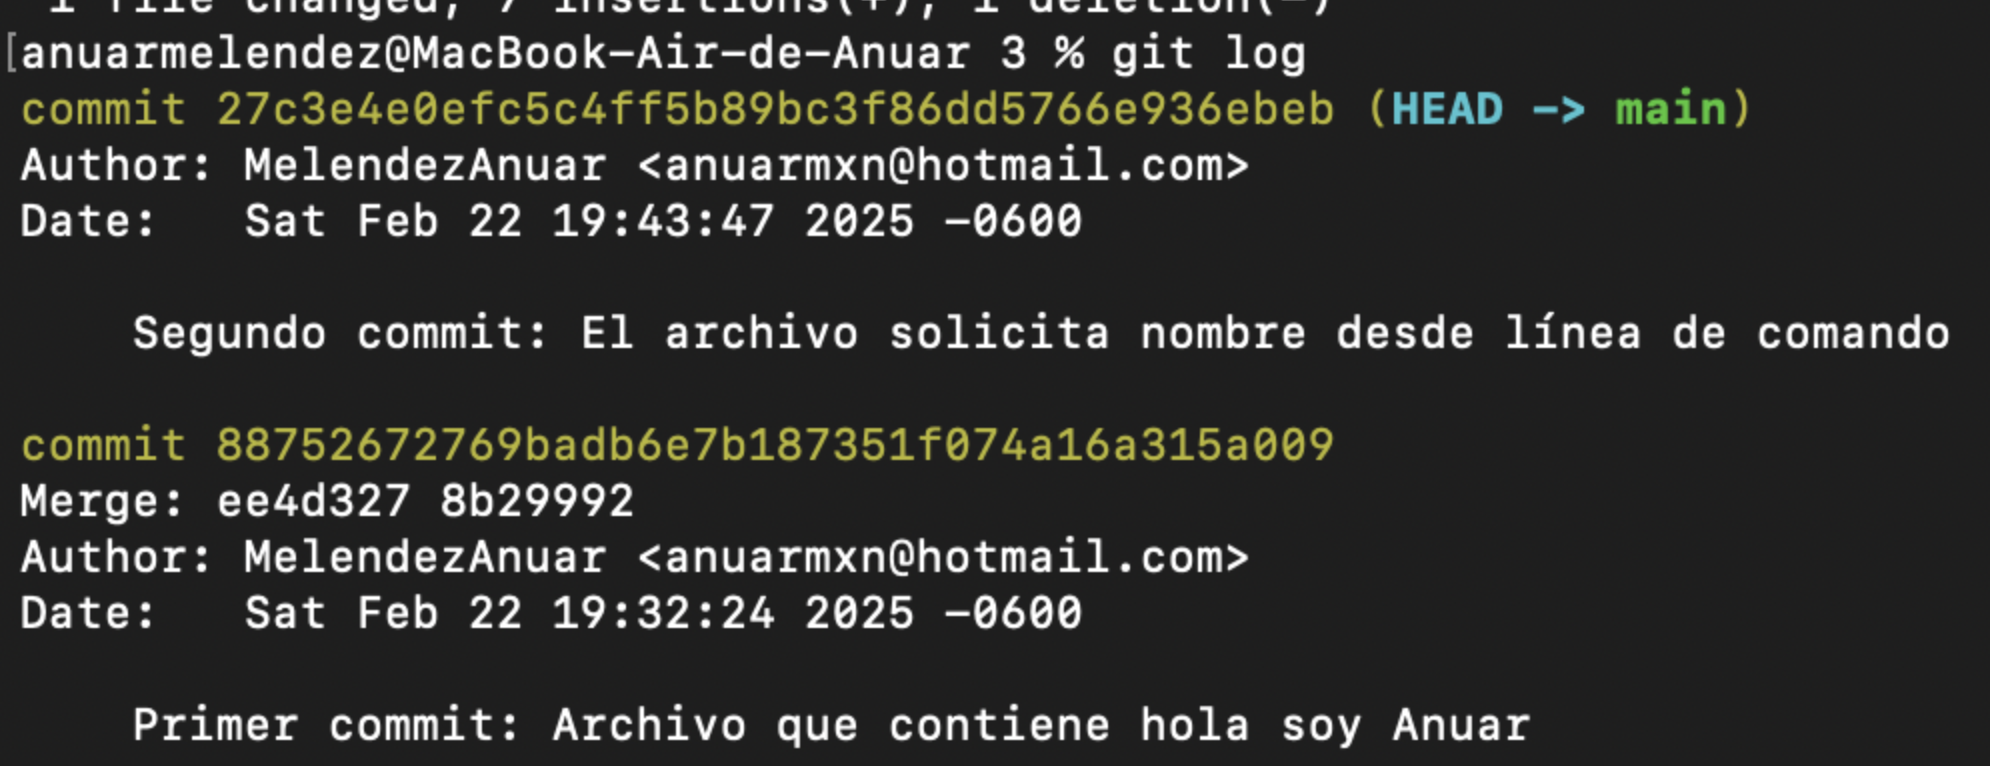 1 file changed, 7 insertions(+), 1 deletion(-)
[anuarmelendez@MacBook-Air-de-Anuar 3 % git log
commit 27c3e4e0efc5c4ff5b89bc3f86dd5766e936ebeb (HEAD -> main)
Author: MelendezAnuar <anuarmxn@hotmail.com>
Date:   Sat Feb 22 19:43:47 2025 -0600
    Segundo commit: El archivo solicita nombre desde línea de comando
commit 88752672769badb6e7b187351f074a16a315a009
Merge: ee4d327 8b29992
Author: MelendezAnuar <anuarmxn@hotmail.com>
Date:   Sat Feb 22 19:32:24 2025 -0600
    Primer commit: Archivo que contiene hola soy Anuar